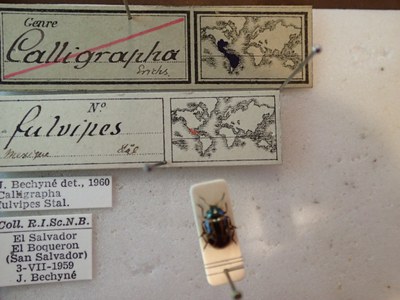 Genre
Calligrapha
Erichs.
N.º
fulvipes
Mexique Stål
J. Bechyné det., 1960
Calligrapha
fulvipes Stal.
Coll. R.I.Sc.N.B.
El Salvador
El Boqueron
(San Salvador)
3-VII-1959
J. Bechyné